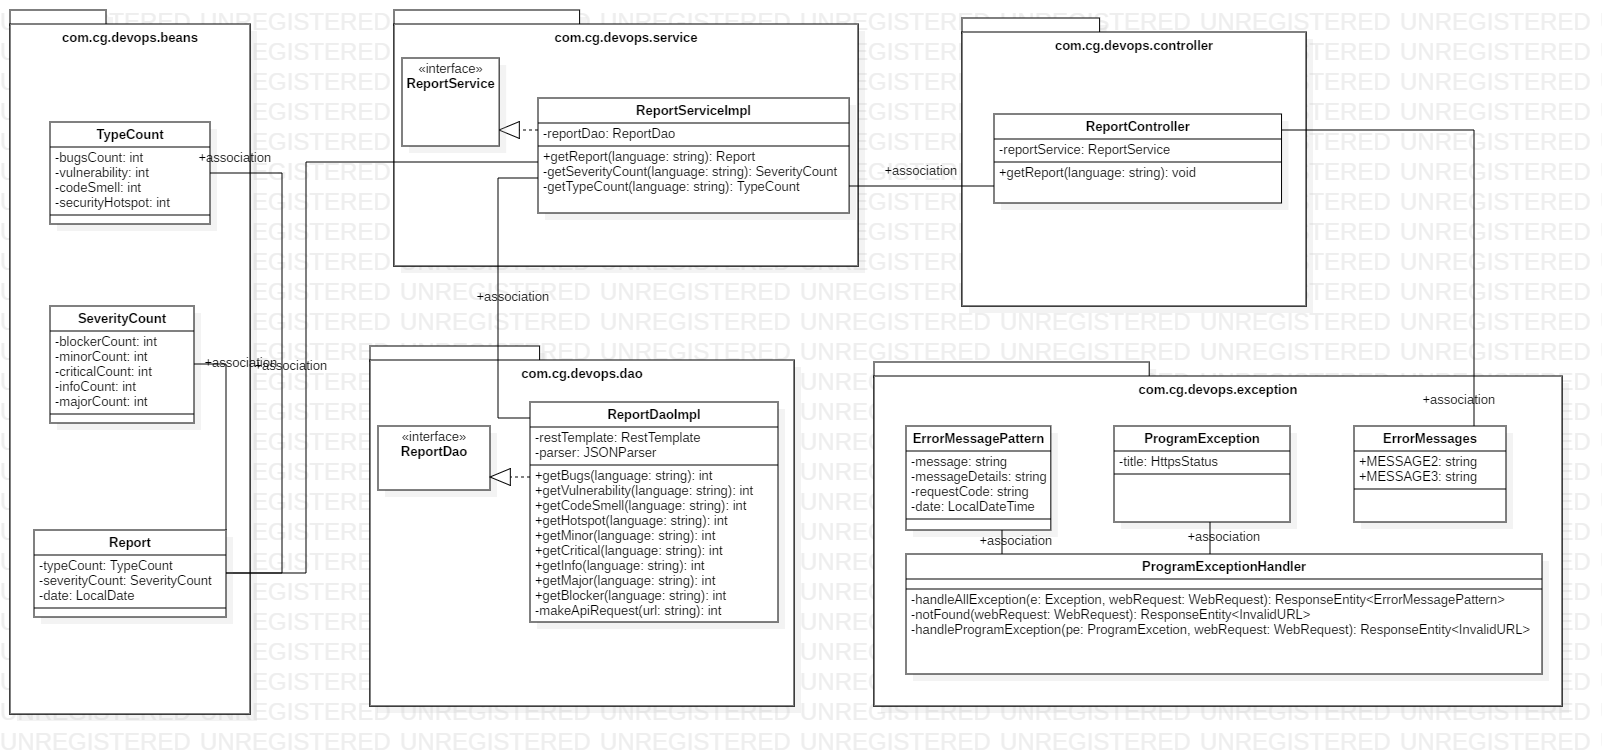 com.cg.devops.beans
TypeCount
-bugsCount: int
-vulnerability: int
-codeSmell: int
-securityHotspot: int
+association
SeverityCount
-blockerCount: int
-minorCount: int
-criticalCount: int
-infoCount: int
-majorCount: int
+association
+association
Report
-typeCount: TypeCount
-severityCount: SeverityCount
-date: LocalDate
com.cg.devops.service
«interface»
ReportService
ReportServiceImpl
-reportDao: ReportDao
+getReport(language: string): Report
-getSeverityCount(language: string): SeverityCount
-getTypeCount(language: string): TypeCount
+association
+association
com.cg.devops.controller
ReportController
-reportService: ReportService
+getReport(language: string): void
+association
com.cg.devops.dao
«interface»
ReportDao
ReportDaoImpl
-restTemplate: RestTemplate
-parser: JSONParser
+getBugs(language: string): int
+getVulnerability(language: string): int
+getCodeSmell(language: string): int
+getHotspot(language: string): int
+getMinor(language: string): int
+getCritical(language: string): int
+getInfo(language: string): int
+getMajor(language: string): int
+getBlocker(language: string): int
-makeApiRequest(url: string): int
com.cg.devops.exception
ErrorMessagePattern
-message: string
-messageDetails: string
-requestCode: string
-date: LocalDateTime
+association
ProgramException
-title: HttpsStatus
+association
ErrorMessages
+MESSAGE2: string
+MESSAGE3: string
ProgramExceptionHandler
-handleAllException(e: Exception, webRequest: WebRequest): ResponseEntity<ErrorMessagePattern>
-notFound(webRequest: WebRequest): ResponseEntity<InvalidURL>
-handleProgramException(pe: ProgramExcetion, webRequest: WebRequest): ResponseEntity<InvalidURL>
UNREGISTERED UNREGISTERED UNREGISTERED UNREGISTERED UNREGISTERED UNREGISTERED UNREGISTERED UNREGISTERED